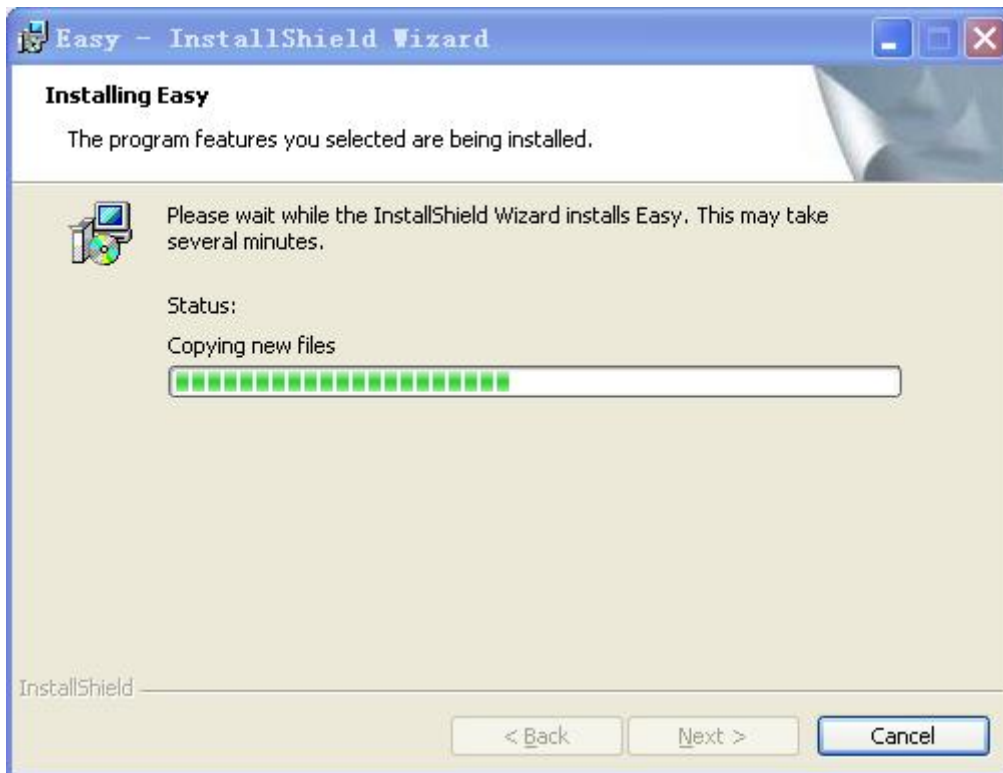 Easy - InstallShield Wizard
Installing Easy
The program features you selected are being installed.
Please wait while the InstallShield Wizard installs Easy. This may take
several minutes.
Status:
Copying new files
InstallShield
< Back
Next >
Cancel